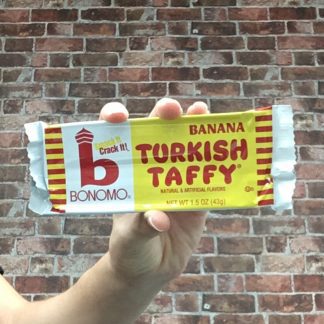 Crack It!
b
BONOMO®
BANANA
TURKISH
TAFFY®
NATURAL & ARTIFICIAL FLAVORS
NET WT 1.5 OZ (43g)